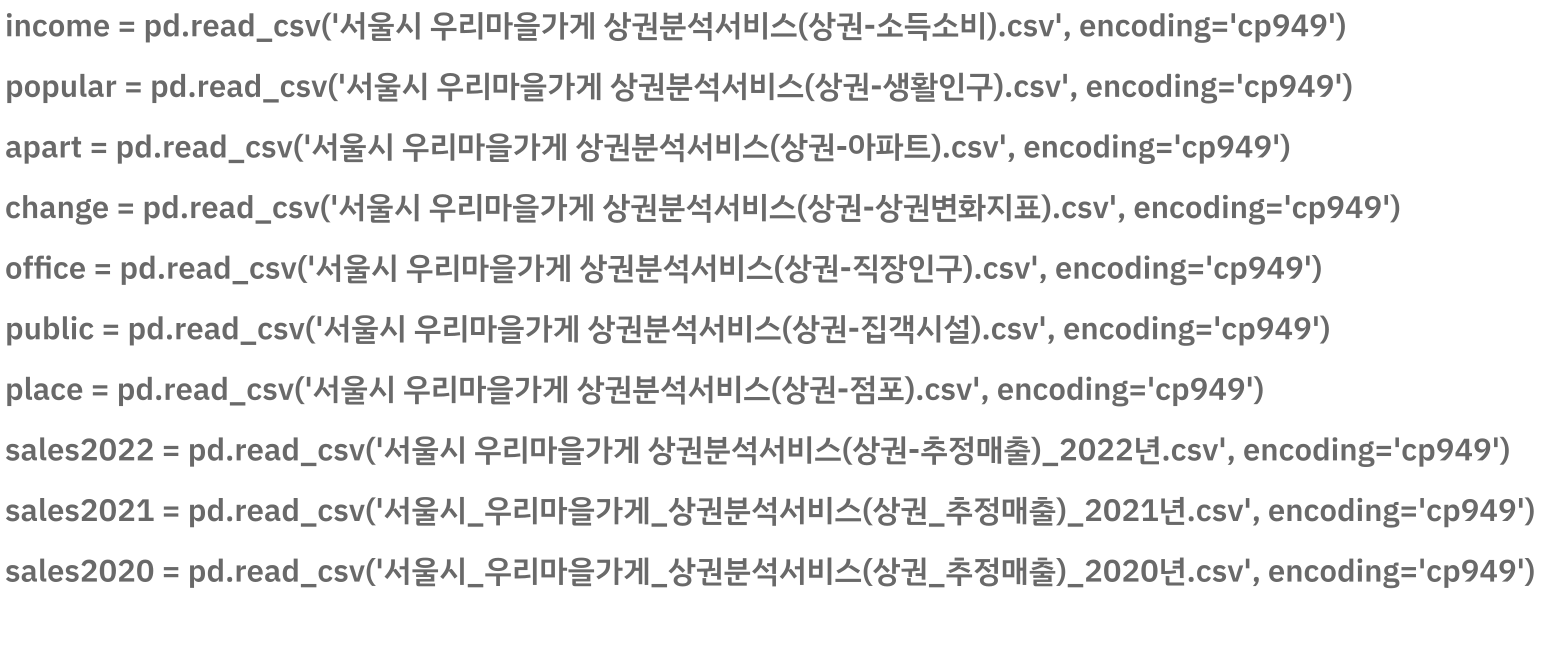 income = pd.read_csv('서울시 우리마을가게 상권분석서비스(상권-소득소비).csv', encoding='cp949')
popular = pd.read_csv('서울시 우리마을가게 상권분석서비스(상권-생활인구).csv', encoding='cp949')
apart = pd.read_csv('서울시 우리마을가게 상권분석서비스(상권-아파트).csv', encoding='cp949')
change = pd.read_csv('서울시 우리마을가게 상권분석서비스(상권-상권변화지표).csv', encoding='cp949')
office = pd.read_csv('서울시 우리마을가게 상권분석서비스(상권-직장인구).csv', encoding='cp949')
public = pd.read_csv('서울시 우리마을가게 상권분석서비스(상권-집객시설).csv', encoding='cp949')
place = pd.read_csv('서울시 우리마을가게 상권분석서비스(상권-점포).csv', encoding='cp949')
sales2022 = pd.read_csv('서울시 우리마을가게 상권분석서비스(상권-추정매출)_2022년.csv', encoding='cp949')
sales2021 = pd.read_csv('서울시_우리마을가게_상권분석서비스(상권_추정매출)_2021년.csv', encoding='cp949')
sales2020 = pd.read_csv('서울시_우리마을가게_상권분석서비스(상권_추정매출)_2020년.csv', encoding='cp949')